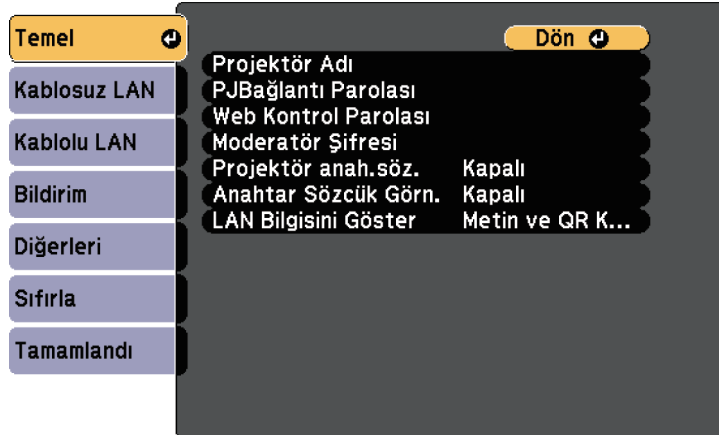 Temel
Kablosuz LAN
Kablolu LAN
Bildirim
Diğerleri
Sıfırla
Tamamlandı
Dön
Projektör Adı
PJBağlantı Parolası
Web Kontrol Parolası
Moderatör Şifresi
Projektör anah.söz. Kapalı
Anahtar Sözcük Görn. Kapalı
LAN Bilgisini Göster Metin ve QR K...